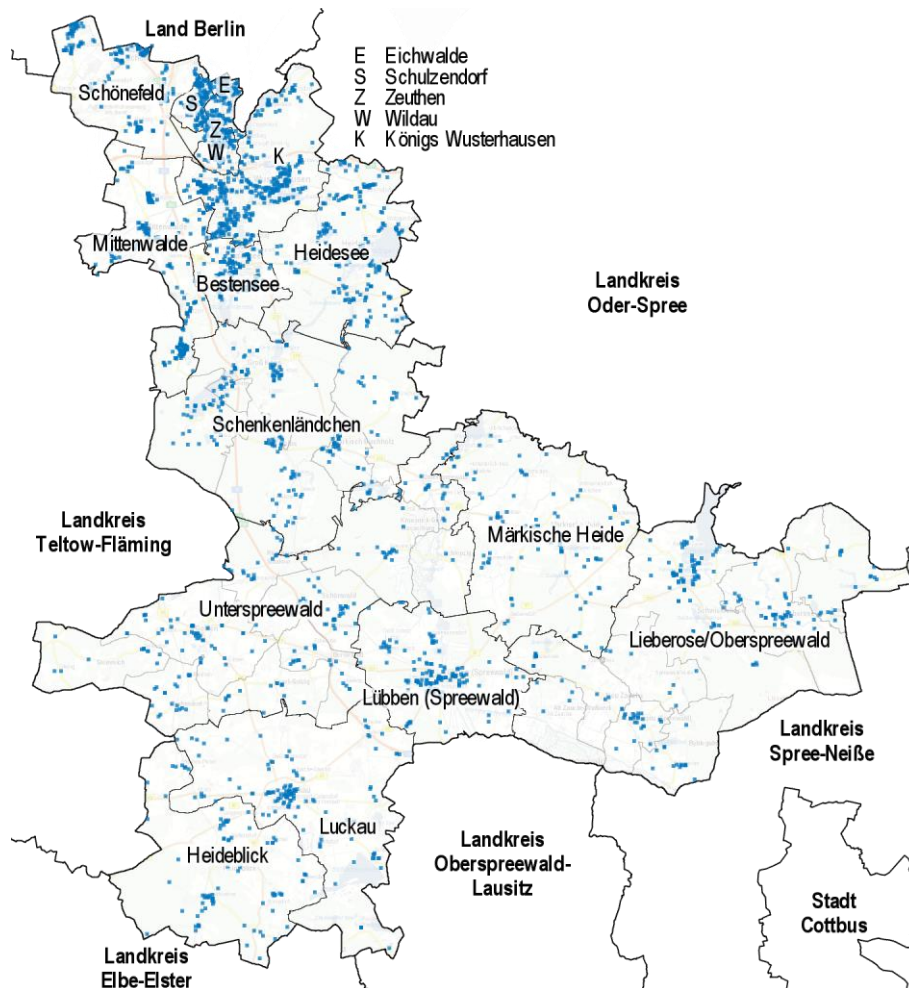 Land Berlin
E Eichwalde
S Schulzendorf
Z Zeuthen
W Wildau
K Königs Wusterhausen
Schönefeld
E
S
Z
W
K
Mittenwalde
Heidesee
Bestensee
Landkreis
Oder-Spree
Schenkenländchen
Landkreis
Teltow-Fläming
Märkische Heide
Unterspreewald
Lieberose/Oberspreewald
Lübben (Spreewald)
Landkreis
Spree-Neiße
Luckau
Heideblick
Landkreis
Oberspreewald-
Lausitz
Stadt
Cottbus
Landkreis
Elbe-Elster